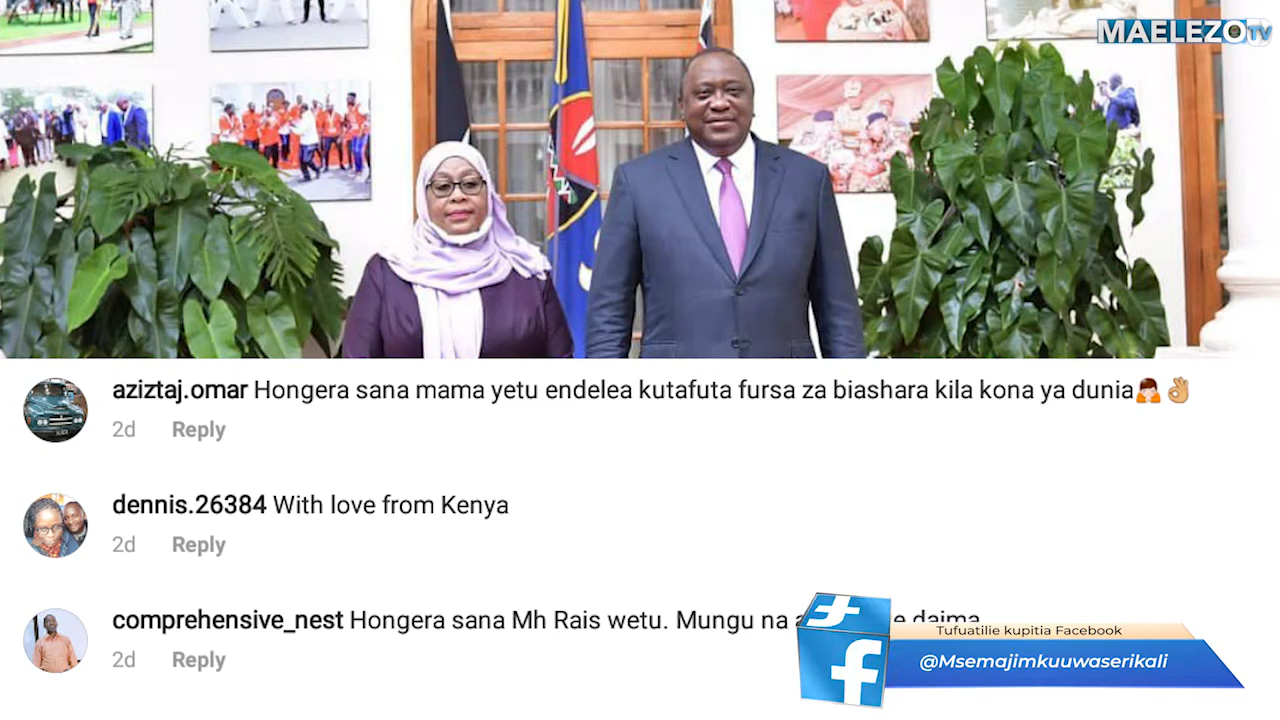 MAELEZO TV
aziztaj.omar Hongera sana mama yetu endelea kutafuta fursa za biashara kila kona ya dunia🙇👌
2d Reply
dennis.26384 With love from Kenya
2d Reply
comprehensive_nest Hongera sana Mh Rais wetu. Mungu na daima
2d Reply
Tufuatilie kupitia Facebook
@Msemajimkuuwaserikali